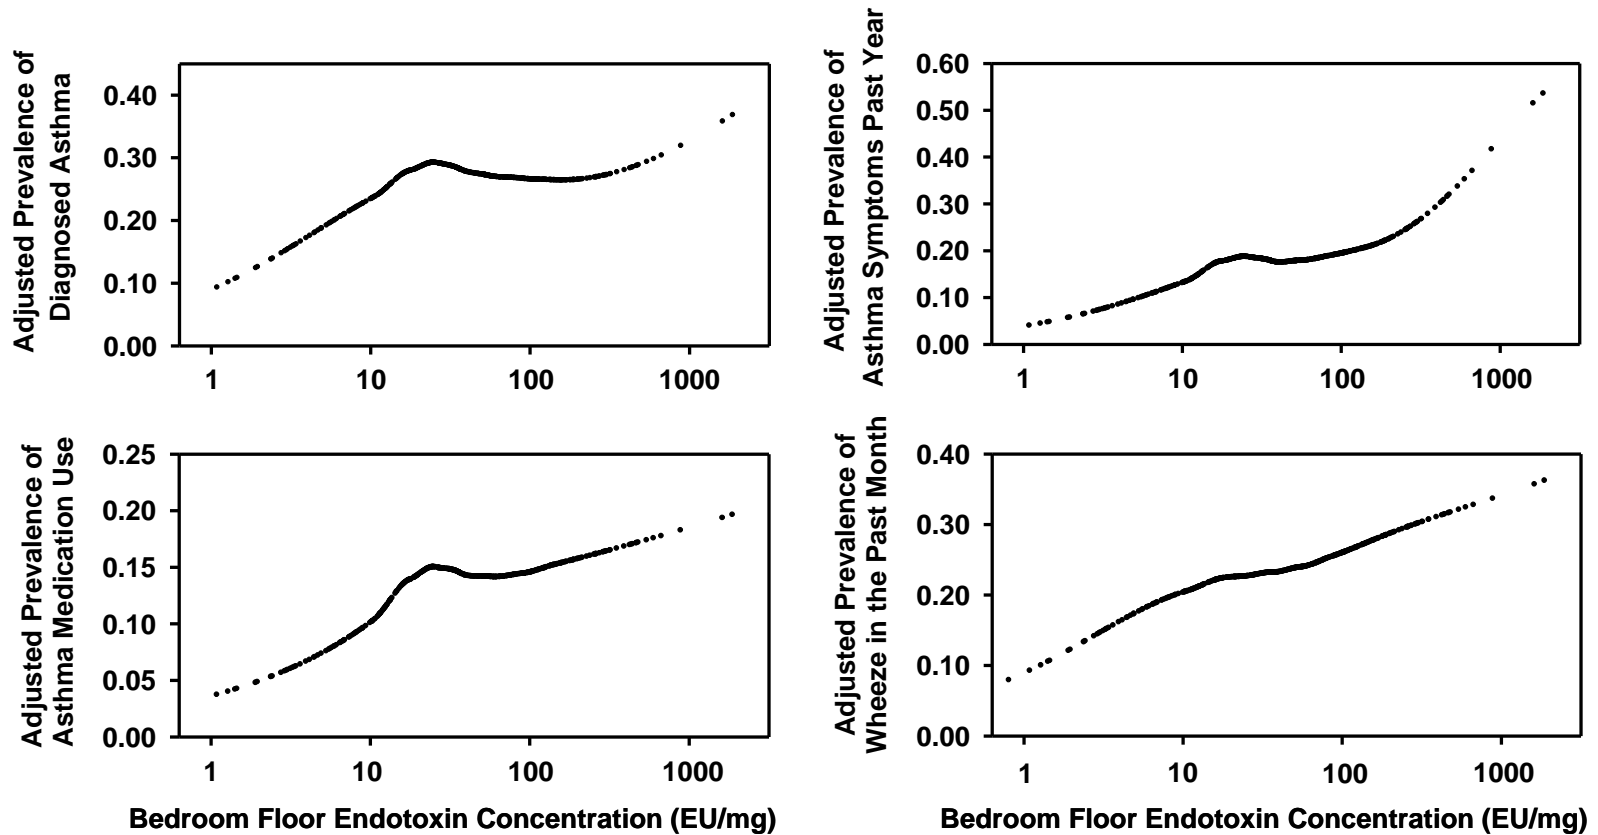 Adjusted Prevalence of
Diagnosed Asthma
0.40
0.30
0.20
0.10
0.00
1 10 100 1000
Adjusted Prevalence of
Asthma Symptoms Past Year
0.60
0.50
0.40
0.30
0.20
0.10
0.00
1 10 100 1000
Adjusted Prevalence of
Asthma Medication Use
0.25
0.20
0.15
0.10
0.05
0.00
1 10 100 1000
Bedroom Floor Endotoxin Concentration (EU/mg)
Adjusted Prevalence of
Wheeze in the Past Month
0.40
0.30
0.20
0.10
0.00
1 10 100 1000
Bedroom Floor Endotoxin Concentration (EU/mg)